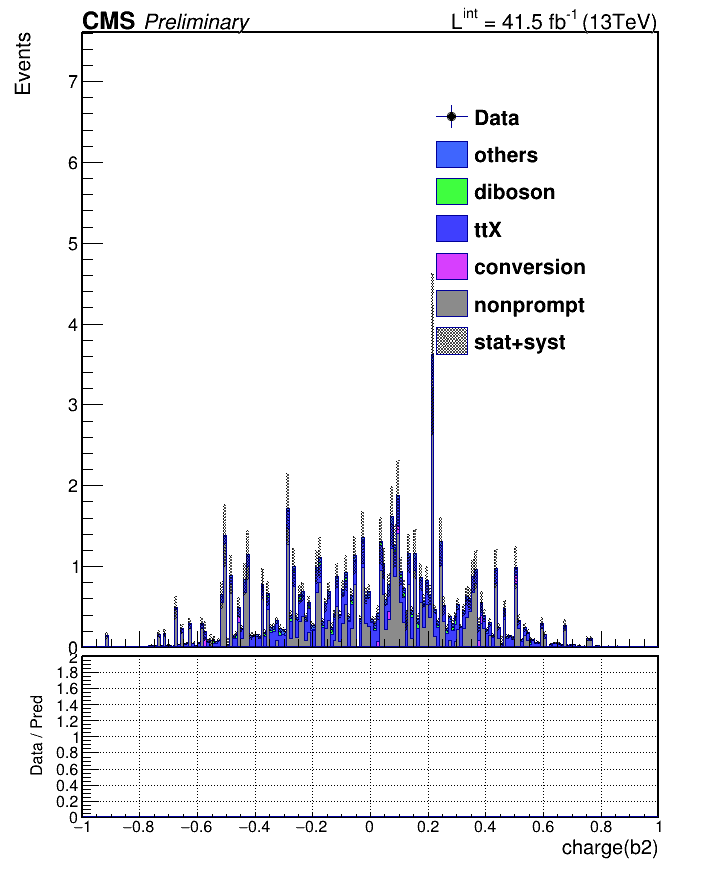 CMS Preliminary
L^int = 41.5 fb^-1 (13TeV)
Events
7
6
5
4
3
2
1
0
Data
others
diboson
ttX
conversion
nonprompt
stat+syst
Data / Pred
2
1.8
1.6
1.4
1.2
1
0.8
0.6
0.4
0.2
0
−1 −0.8 −0.6 −0.4 −0.2 0 0.2 0.4 0.6 0.8 1
charge(b2)